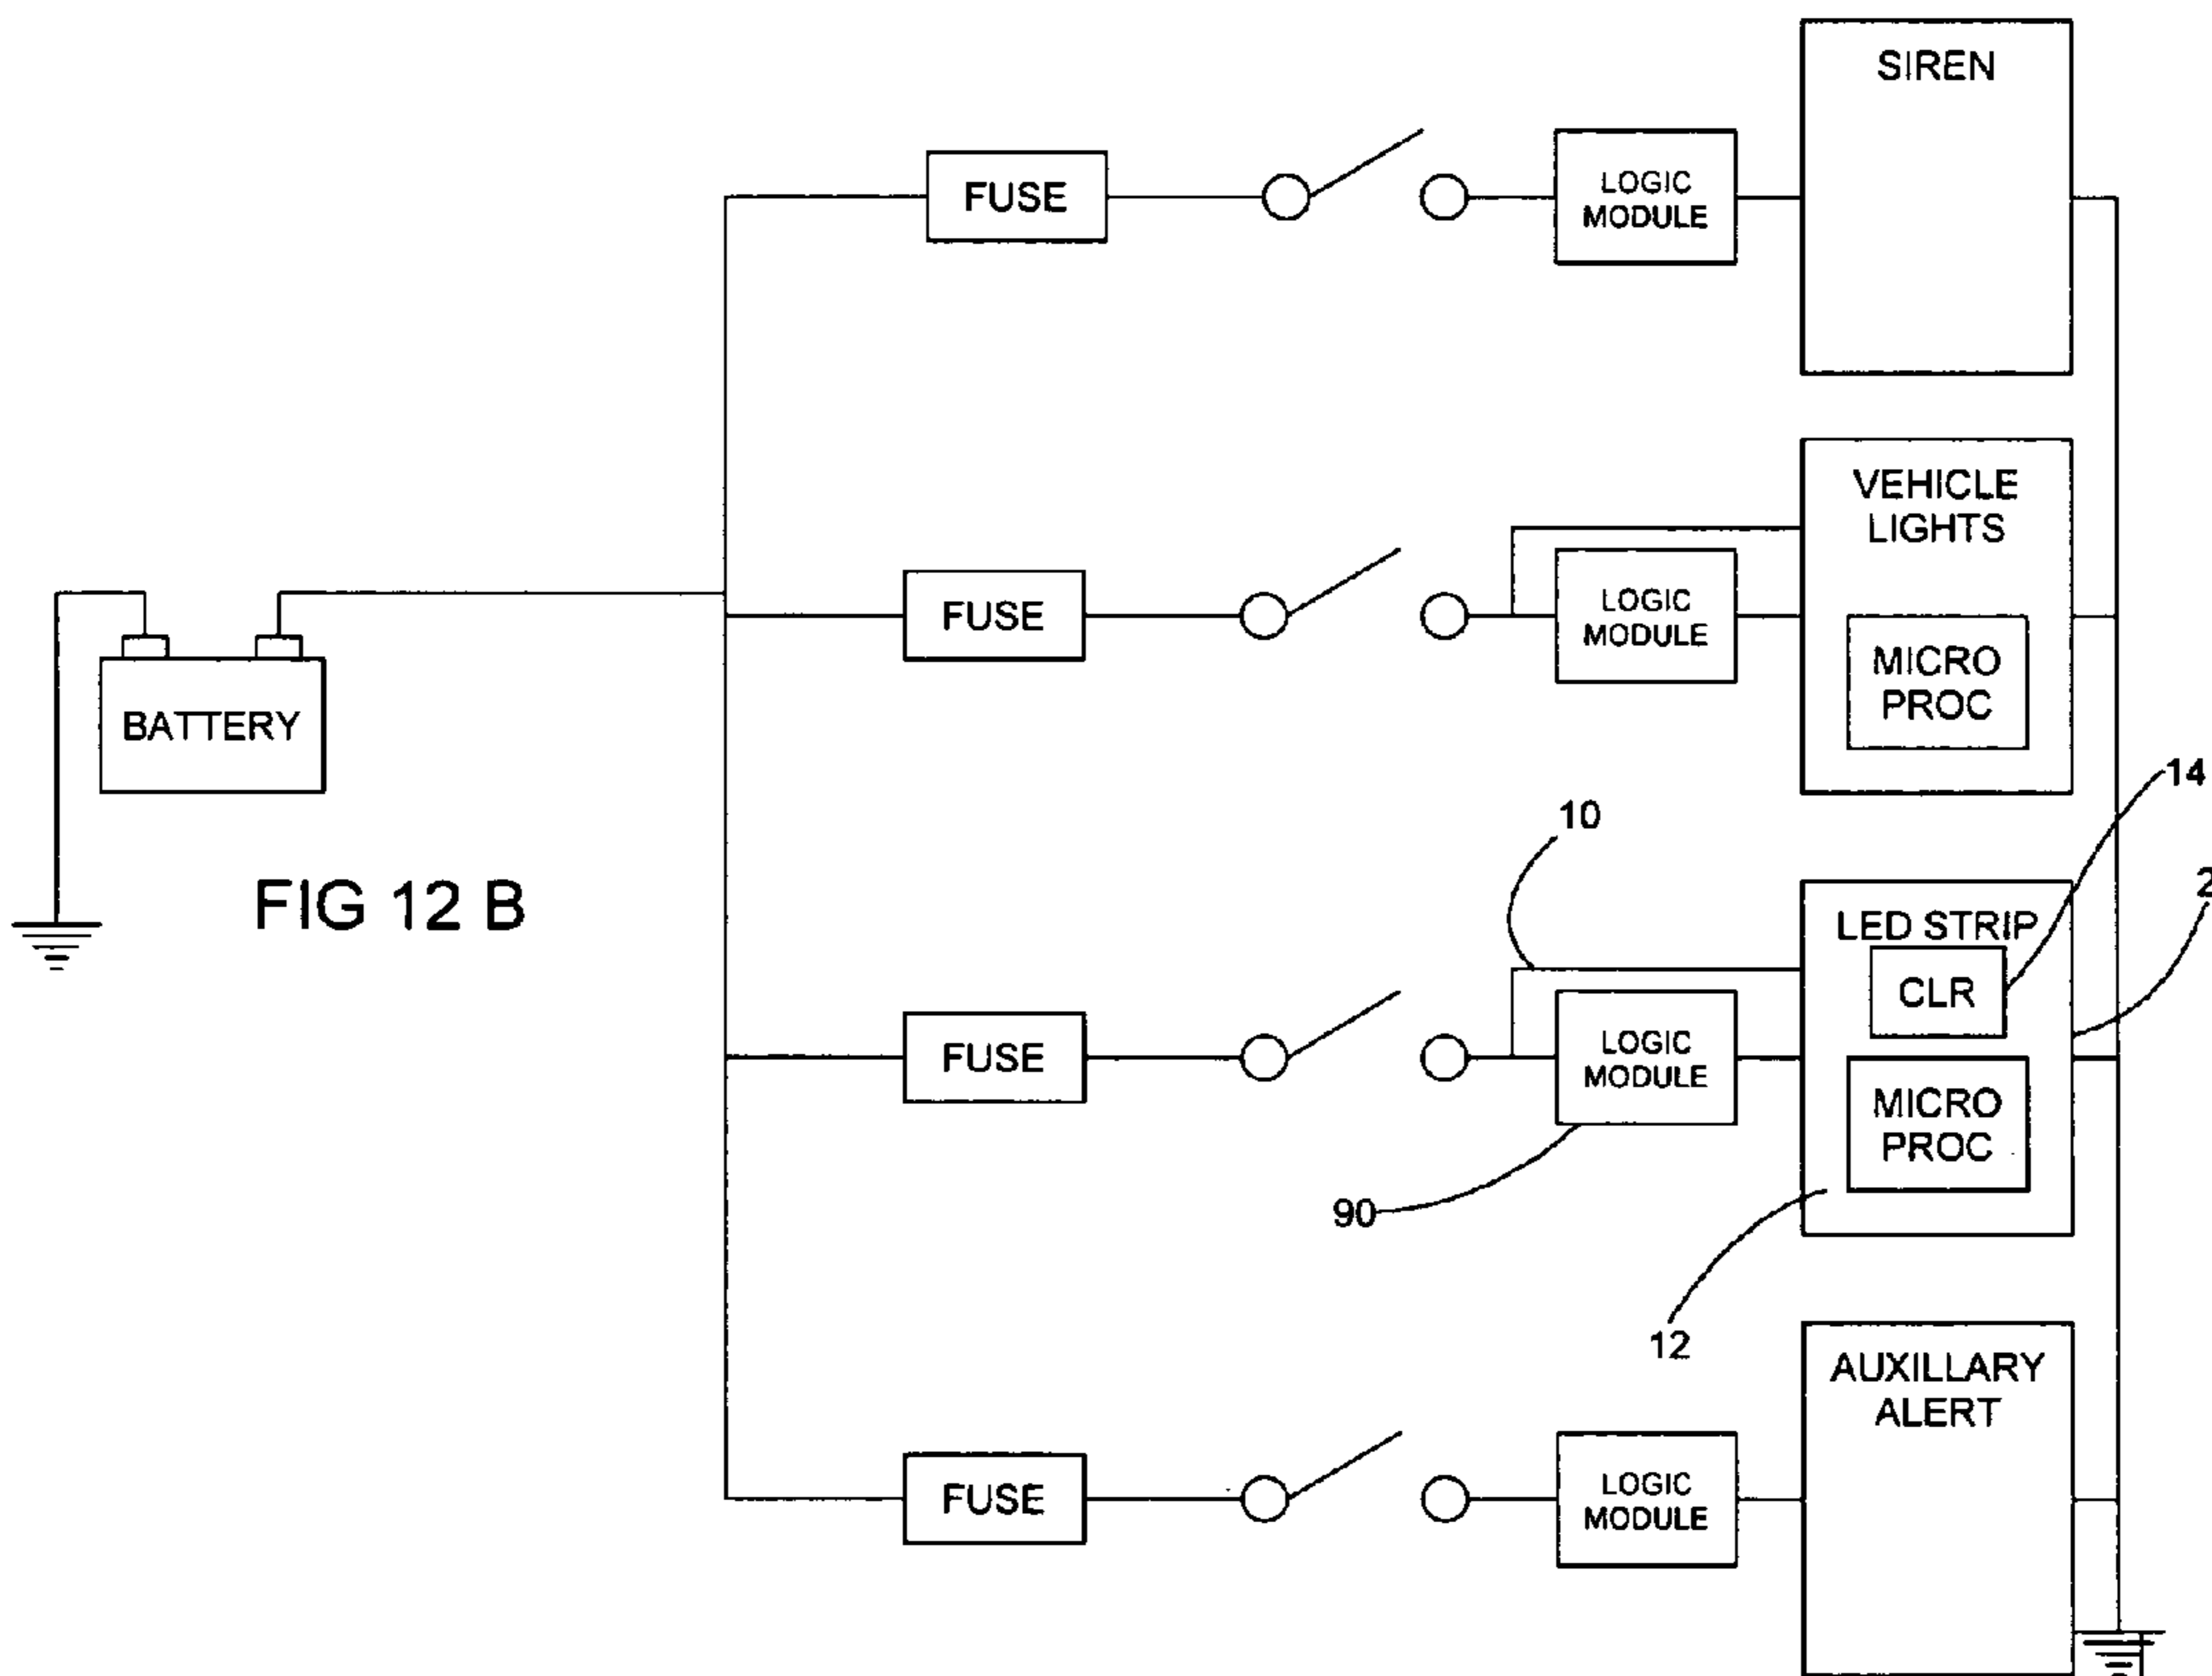 SIREN
FUSE
LOGIC
MODULE
VEHICLE
LIGHTS
FUSE
LOGIC
MODULE
MICRO
PROC
BATTERY
14
10
2
FIG 12 B
LED STRIP
CLR
FUSE
LOGIC
MODULE
MICRO
PROC
90
12
AUXILLARY
ALERT
FUSE
LOGIC
MODULE